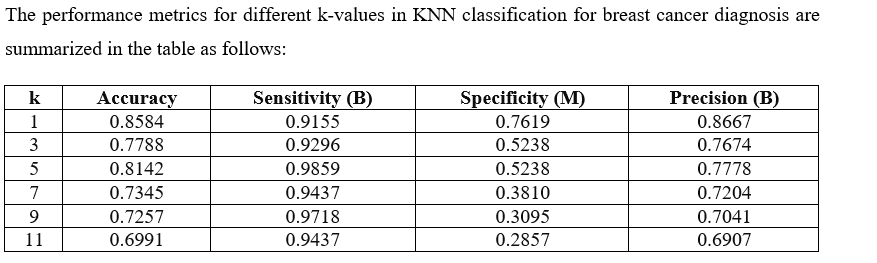 The performance metrics for different k-values in KNN classification for breast cancer diagnosis are
summarized in the table as follows:
k Accuracy Sensitivity (B) Specificity (M) Precision (B)
1 0.8584 0.9155 0.7619 0.8667
3 0.7788 0.9296 0.5238 0.7674
5 0.8142 0.9859 0.5238 0.7778
7 0.7345 0.9437 0.3810 0.7204
9 0.7257 0.9718 0.3095 0.7041
11 0.6991 0.9437 0.2857 0.6907